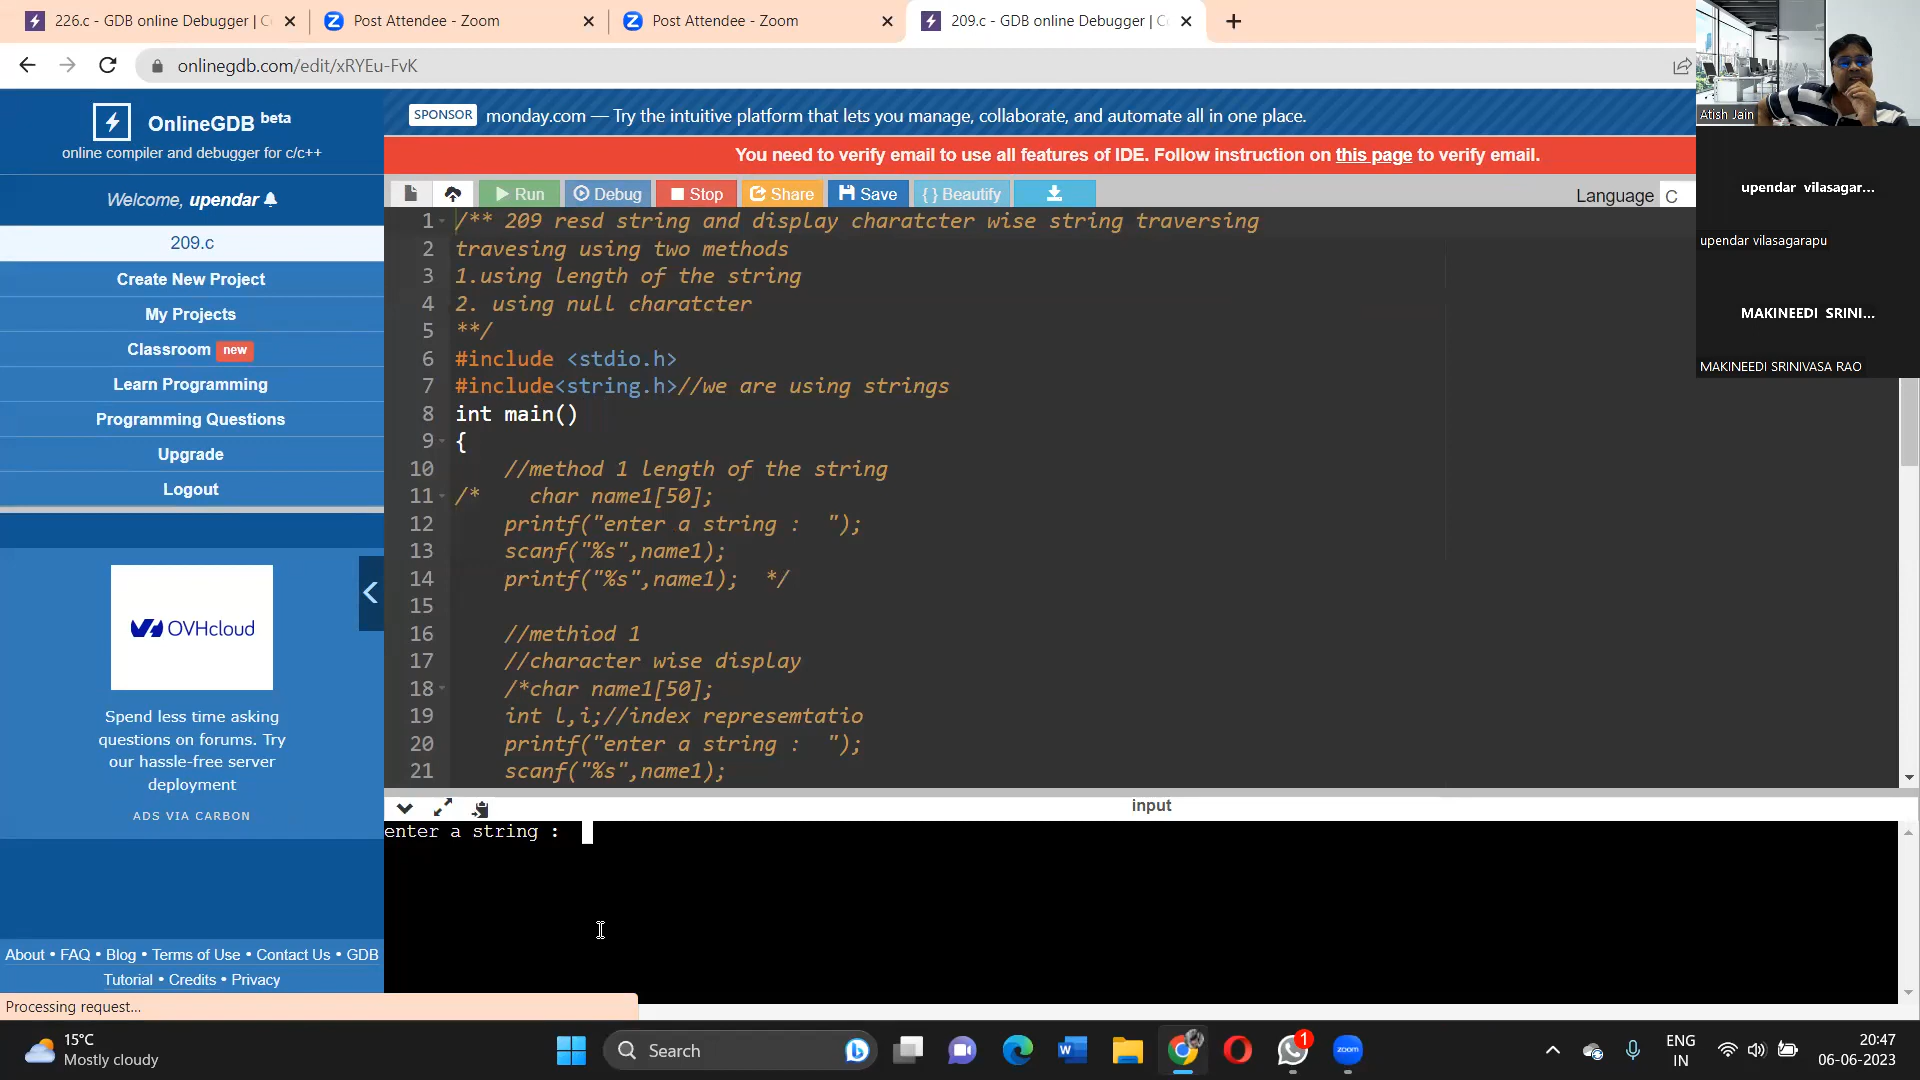 226.c - GDB online Debugger | C
Post Attendee - Zoom
Post Attendee - Zoom
209.c - GDB online Debugger | C
onlinegdb.com/edit/xRYEu-FvK
OnlineGDB beta
online compiler and debugger for c/c++
Welcome, upendar
209.c
Create New Project
My Projects
Classroom new
Learn Programming
Programming Questions
Upgrade
Logout
OVHcloud
Spend less time asking
questions on forums. Try
our hassle-free server
deployment
ADS VIA CARBON
About • FAQ • Blog • Terms of Use • Contact Us • GDB
Tutorial • Credits • Privacy
Processing request...
SPONSOR monday.com — Try the intuitive platform that lets you manage, collaborate, and automate all in one place.
You need to verify email to use all features of IDE. Follow instruction on this page to verify email.
Run Debug Stop Share Save { } Beautify
Language C
1 /** 209 resd string and display charatcter wise string traversing
2 travesing using two methods
3 1.using length of the string
4 2. using null charatcter
5 **/
6 #include <stdio.h>
7 #include<string.h>//we are using strings
8 int main()
9 {
10 //method 1 length of the string
11 /* char name1[50];
12 printf("enter a string :  ");
13 scanf("%s",name1);
14 printf("%s",name1);  */
15
16 //methiod 1
17 //character wise display
18 /*char name1[50];
19 int l,i;//index represemtatio
20 printf("enter a string :  ");
21 scanf("%s",name1);
input
enter a string :
Atish Jain
upendar vilasagar...
upendar vilasagarapu
MAKINEEDI SRINI...
MAKINEEDI SRINIVASA RAO
15°C
Mostly cloudy
Search
W
zoom
1
ENG
IN
20:47
06-06-2023